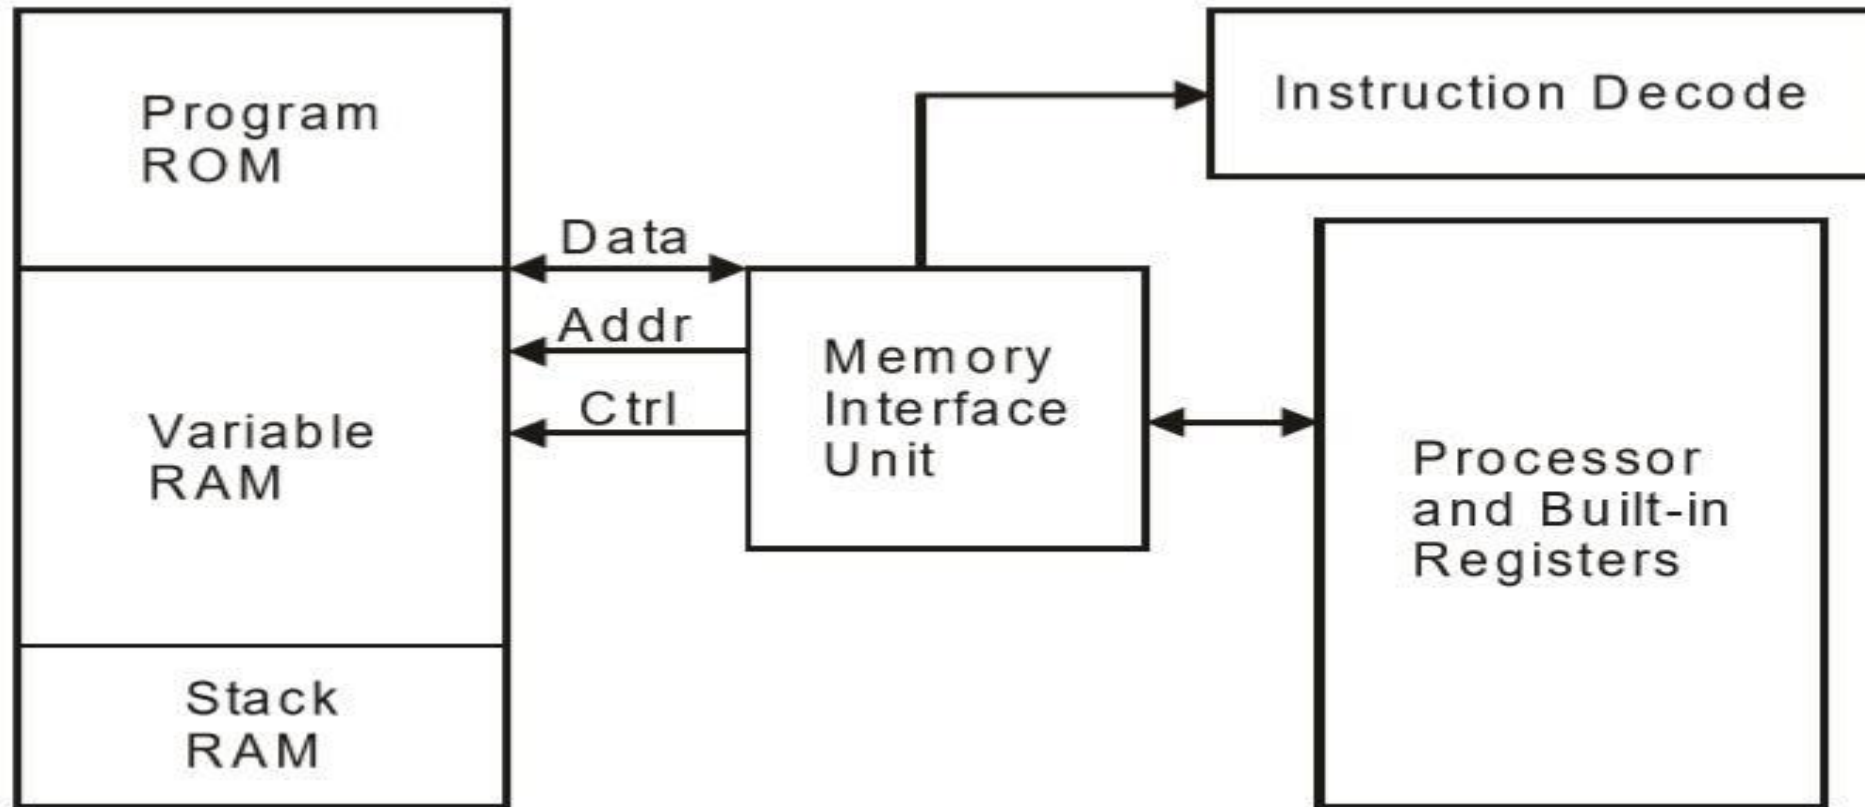 Program
ROM
Data
Addr
Ctrl
Variable
RAM
Stack
RAM
Memory
Interface
Unit
Instruction Decode
Processor
and Built-in
Registers